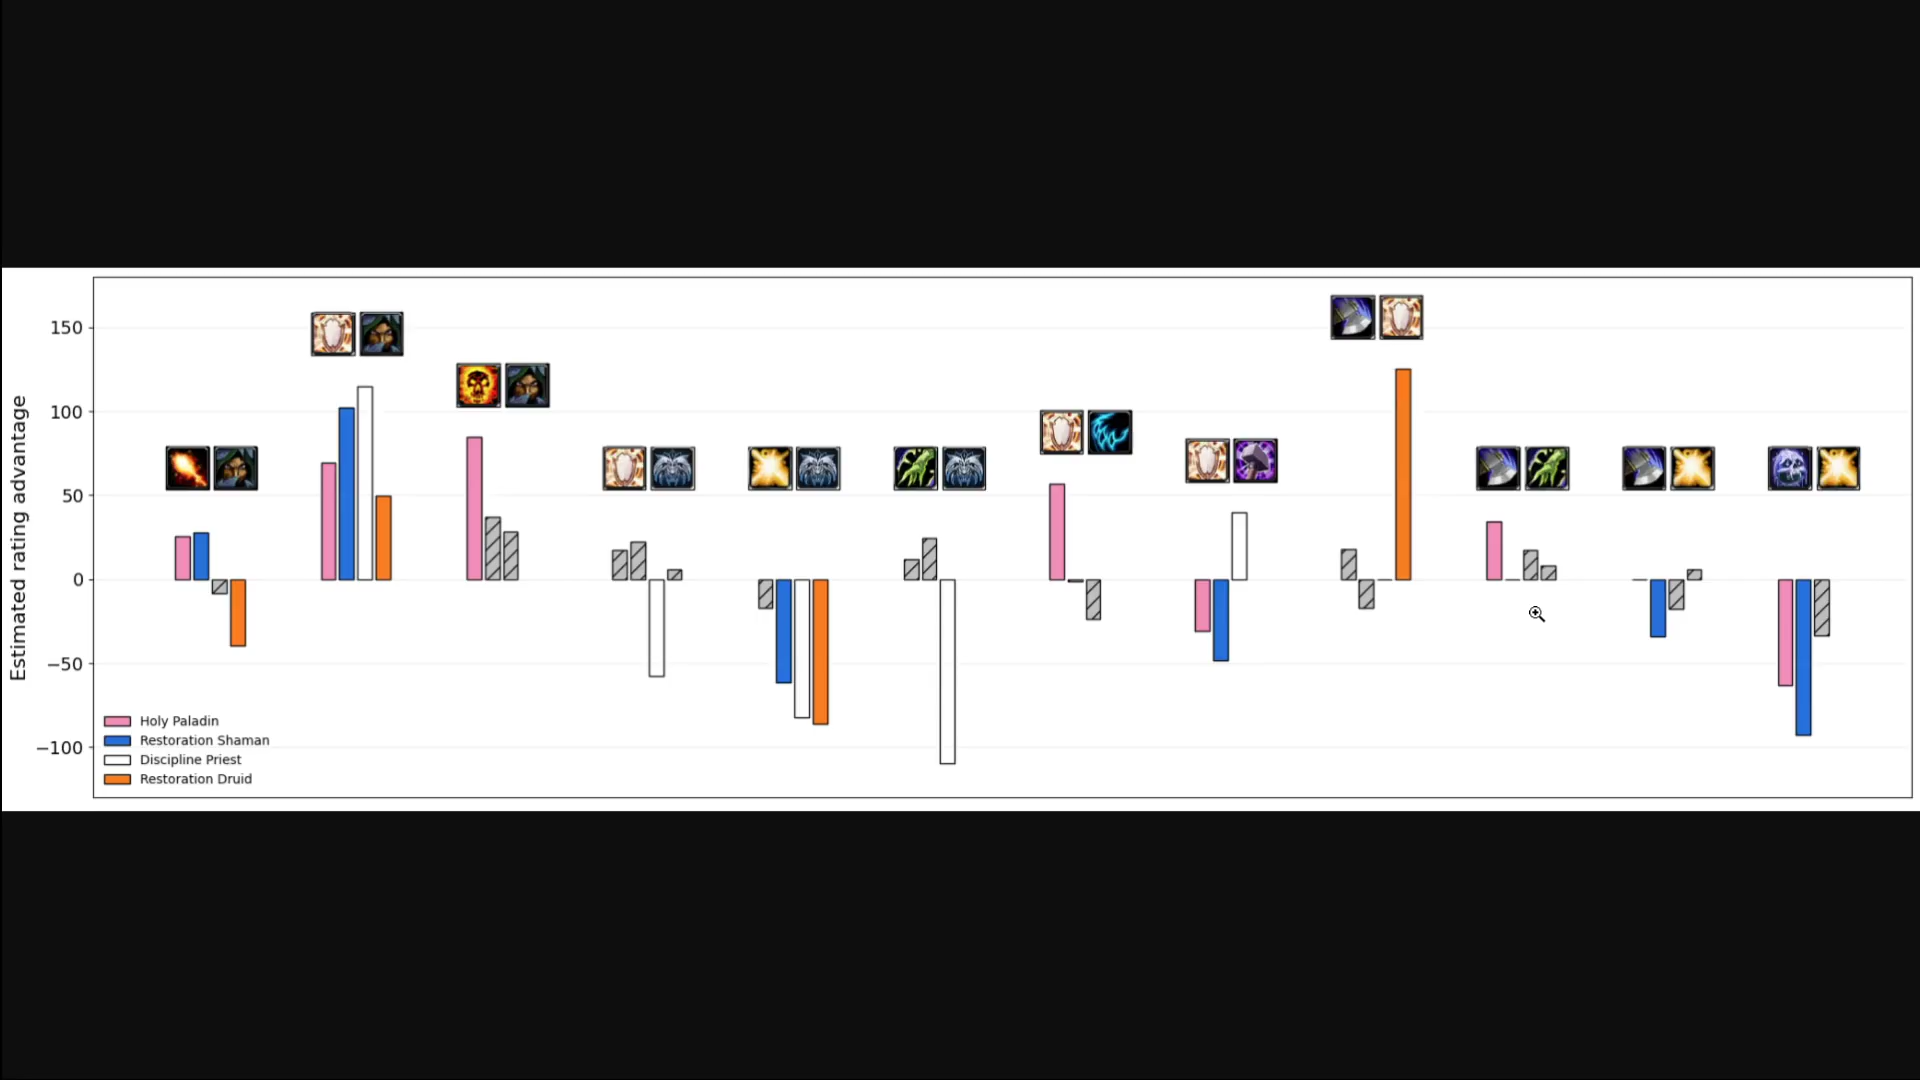 Estimated rating advantage
150
100
50
0
−50
−100
Holy Paladin
Restoration Shaman
Discipline Priest
Restoration Druid